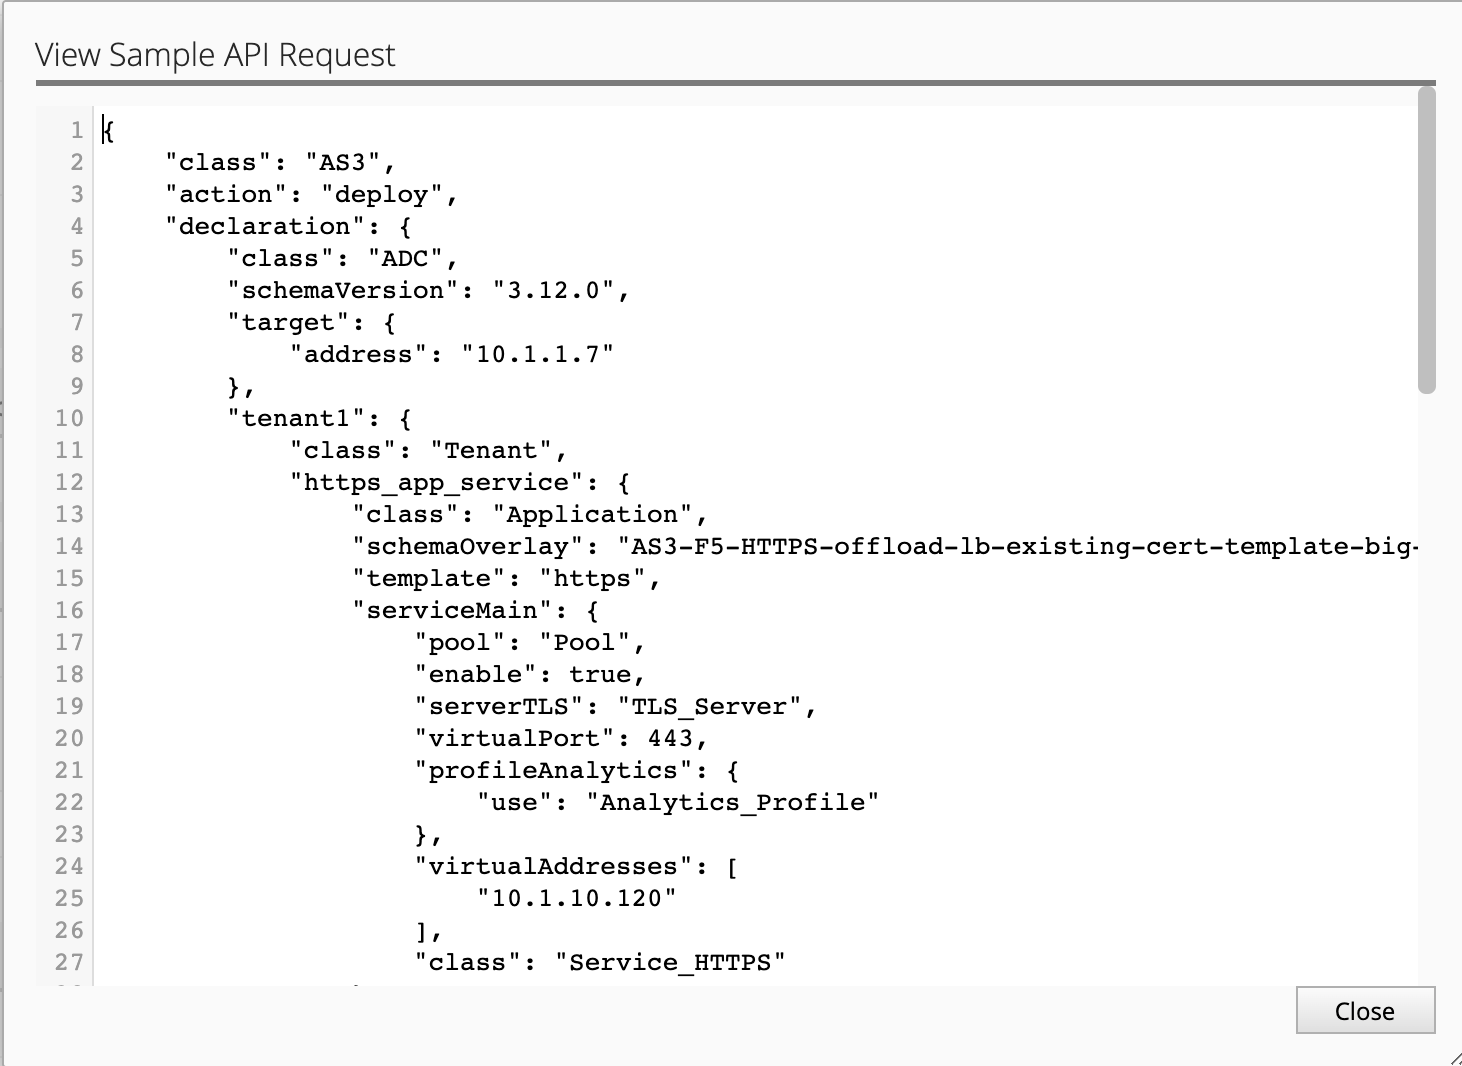 View Sample API Request
1 {
2 "class": "AS3",
3 "action": "deploy",
4 "declaration": {
5 "class": "ADC",
6 "schemaVersion": "3.12.0",
7 "target": {
8 "address": "10.1.1.7"
9 },
10 "tenant1": {
11 "class": "Tenant",
12 "https_app_service": {
13 "class": "Application",
14 "schemaOverlay": "AS3-F5-HTTPS-offload-lb-existing-cert-template-big-
15 "template": "https",
16 "serviceMain": {
17 "pool": "Pool",
18 "enable": true,
19 "serverTLS": "TLS_Server",
20 "virtualPort": 443,
21 "profileAnalytics": {
22 "use": "Analytics_Profile"
23 },
24 "virtualAddresses": [
25 "10.1.10.120"
26 ],
27 "class": "Service_HTTPS"
Close